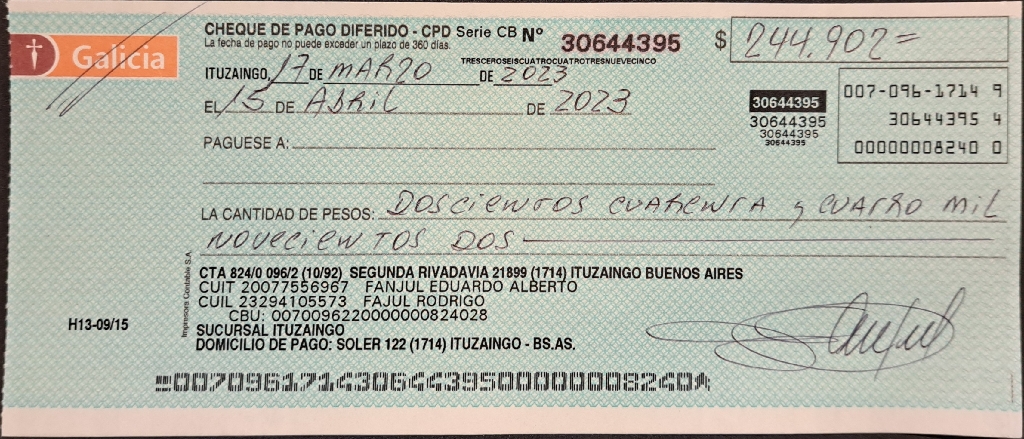 Galicia
CHEQUE DE PAGO DIFERIDO - CPD Serie CB Nº 30644395 $ 244.902=
La fecha de pago no puede exceder un plazo de 360 días.
TRESCEROSEISCUATROCUATROTRESNUEVECINCO
ITUZAINGO, 17 DE MARZO DE 2023
EL 15 DE ABRIL DE 2023
30644395
30644395
30644395
30644395
007-096-1714 9
30644395 4
00000008240 0
PAGUESE A:
LA CANTIDAD DE PESOS: DOSCIENTOS CUARENTA y CUATRO MIL
NOVECIENTOS DOS
CTA 824/0 096/2 (10/92) SEGUNDA RIVADAVIA 21899 (1714) ITUZAINGO BUENOS AIRES
CUIT 20077556967 FANJUL EDUARDO ALBERTO
CUIL 23294105573 FAJUL RODRIGO
CBU: 0070096220000000824028
SUCURSAL ITUZAINGO
DOMICILIO DE PAGO: SOLER 122 (1714) ITUZAINGO - BS.AS.
Impresora Contable S.A.
H13-09/15
00709617143064439500000008240